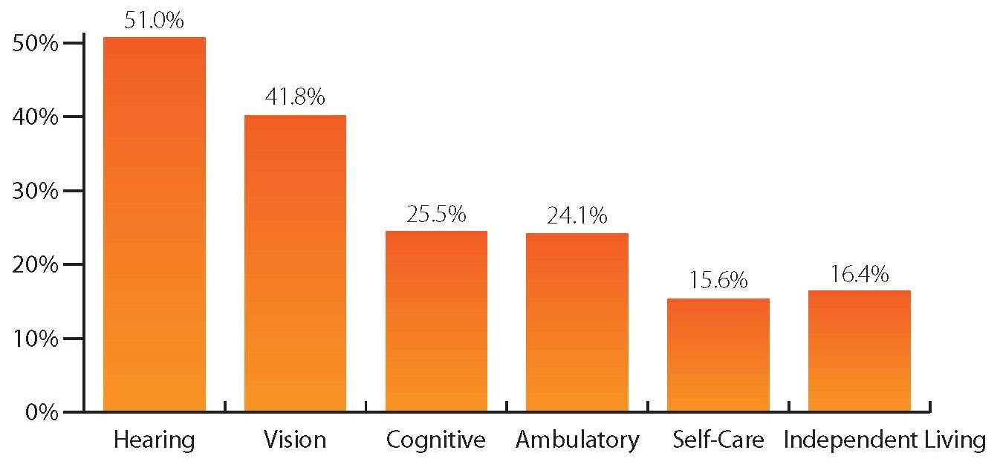 51.0%
50%
41.8%
40%
30%
25.5%
24.1%
20%
15.6%
16.4%
10%
0%
Hearing
Vision
Cognitive
Ambulatory
Self-Care
Independent Living